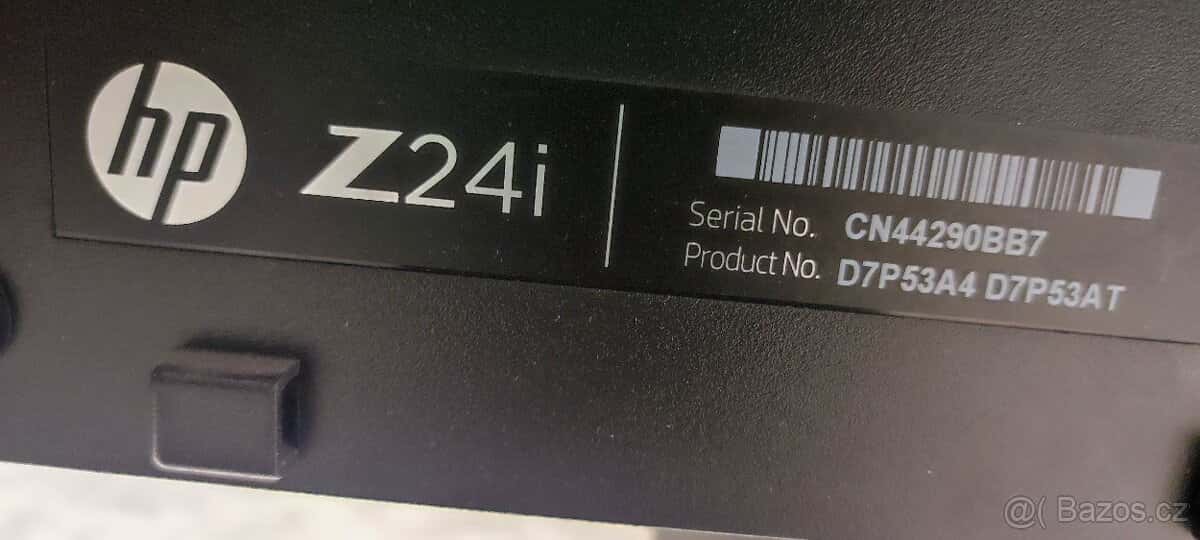 hp Z24i
Serial No. CN44290BB7
Product No. D7P53A4 D7P53AT
@( Bazos.cz